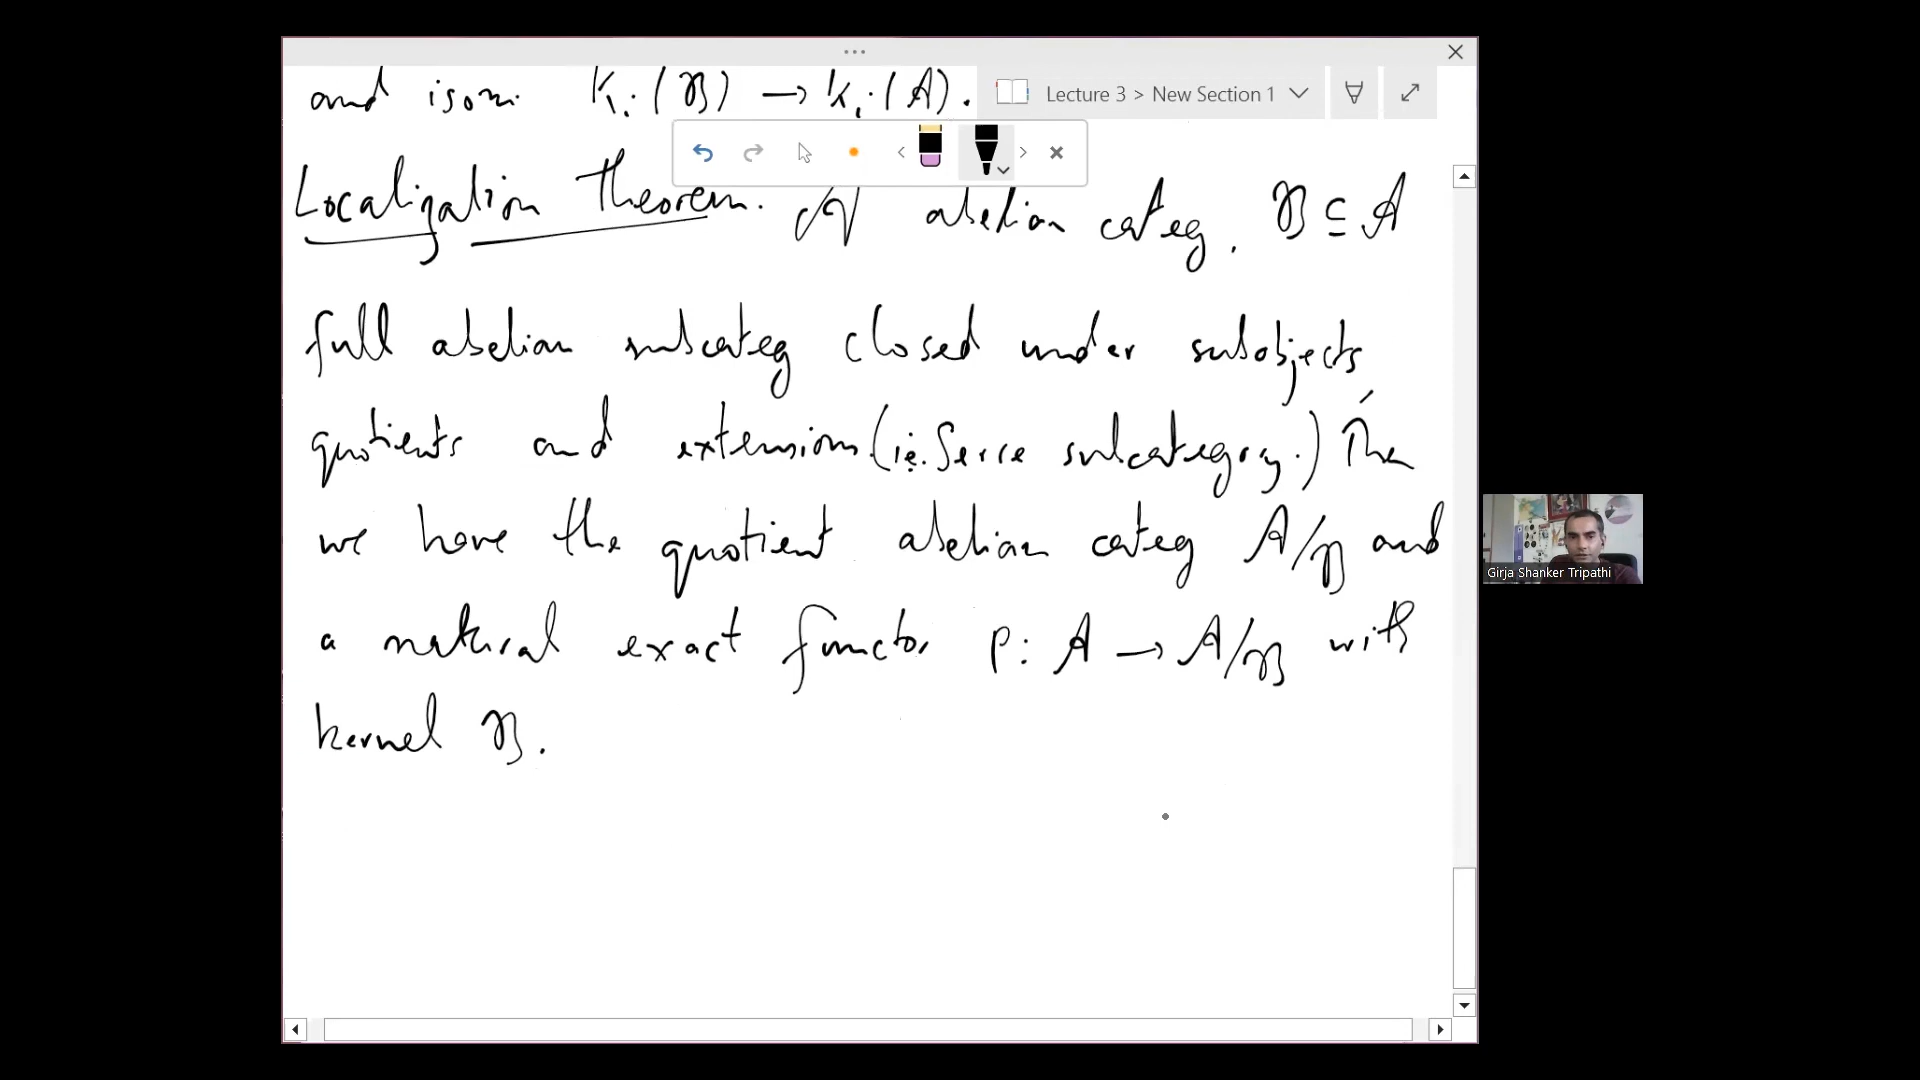 and isom. Kᵢ(ℬ) → Kᵢ(𝒜).
Lecture 3 > New Section 1
Localization Theorem. 𝒜 abelian categ. ℬ ⊆ 𝒜
full abelian subcateg closed under subobjects,
quotients and extensions. (i.e. Serre subcategory.) Then
we have the quotient abelian categ 𝒜/ℬ and
a natural exact functor p: 𝒜 → 𝒜/ℬ with
kernel ℬ.
Girja Shanker Tripathi